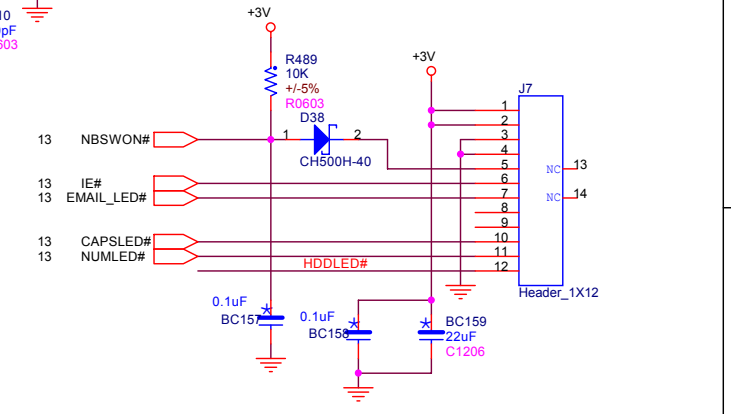 10
pF
603
+3V
R489
10K
+/-5%
R0603
D38
1
2
CH500H-40
+3V
J7
1
2
3
4
5
6
7
8
9
10
11
12
NC
13
NC
14
Header_1X12
13 NBSWON#
13 IE#
13 EMAIL_LED#
13 CAPSLED#
13 NUMLED#
HDDLED#
0.1uF
BC157
0.1uF
BC158
BC159
22uF
C1206